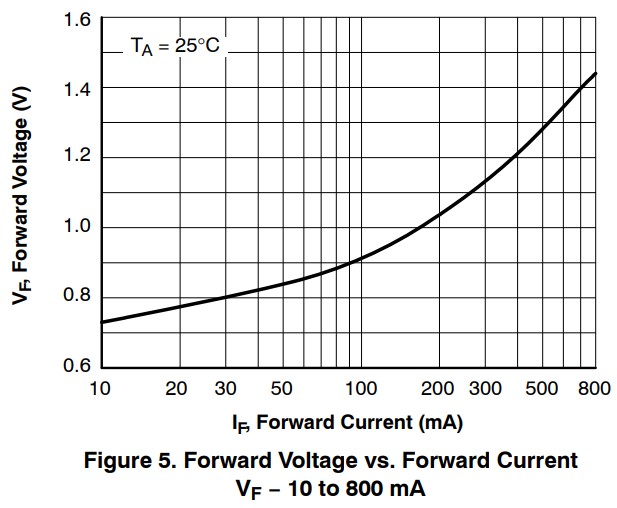 1.6
TA = 25°C
1.4
1.2
1.0
0.8
0.6
VF, Forward Voltage (V)
10 20 30 50 100 200 300 500 800
IF, Forward Current (mA)
Figure 5. Forward Voltage vs. Forward Current
VF – 10 to 800 mA